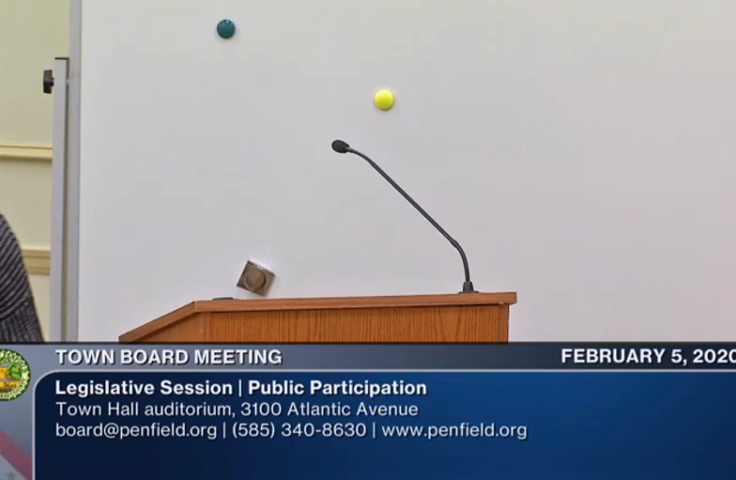 TOWN BOARD MEETING
FEBRUARY 5, 2020
Legislative Session | Public Participation
Town Hall auditorium, 3100 Atlantic Avenue
board@penfield.org | (585) 340-8630 | www.penfield.org